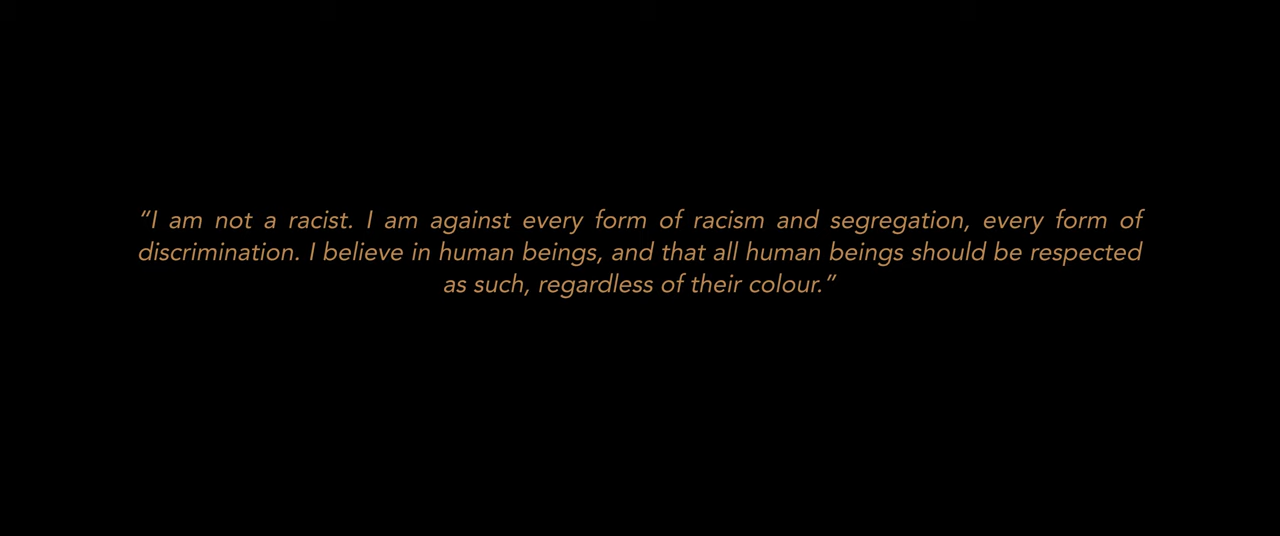 “I am not a racist. I am against every form of racism and segregation, every form of
discrimination. I believe in human beings, and that all human beings should be respected
as such, regardless of their colour.”